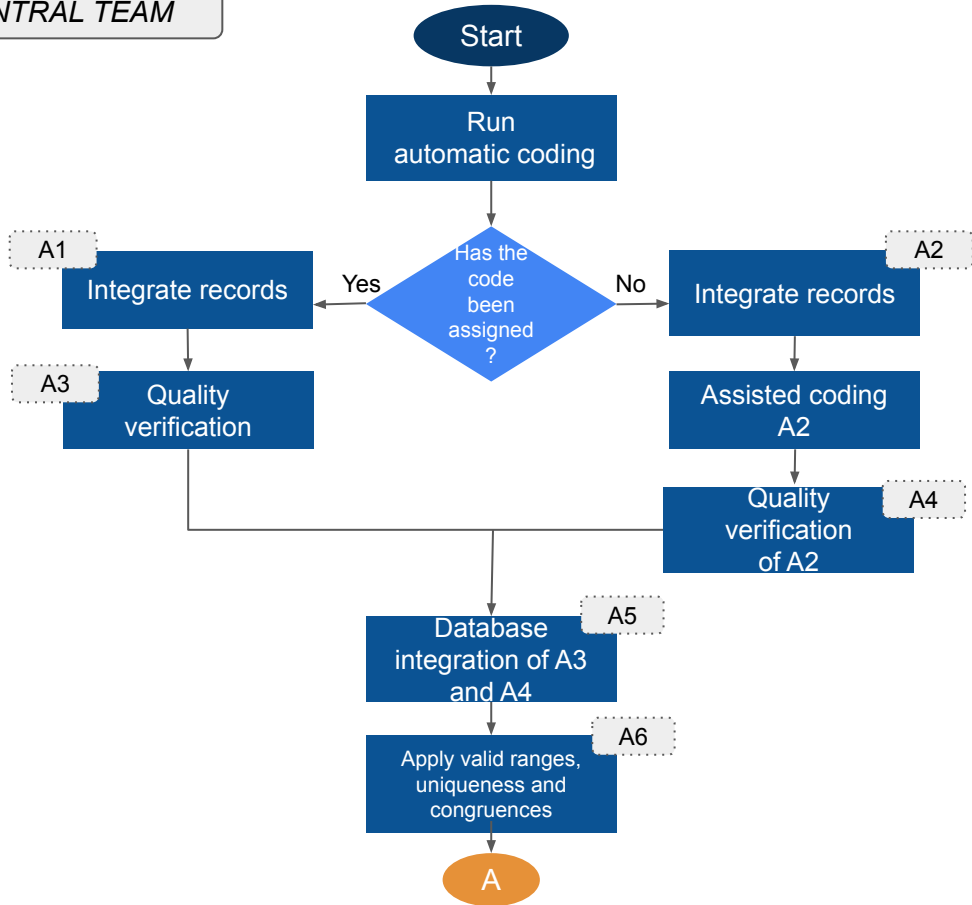 NTRAL TEAM
Start
Run
automatic coding
Has the
code
been
assigned
?
Yes
No
A1
Integrate records
A2
Integrate records
A3
Quality
verification
Assisted coding
A2
A4
Quality
verification
of A2
A5
Database
integration of A3
and A4
A6
Apply valid ranges,
uniqueness and
congruences
A